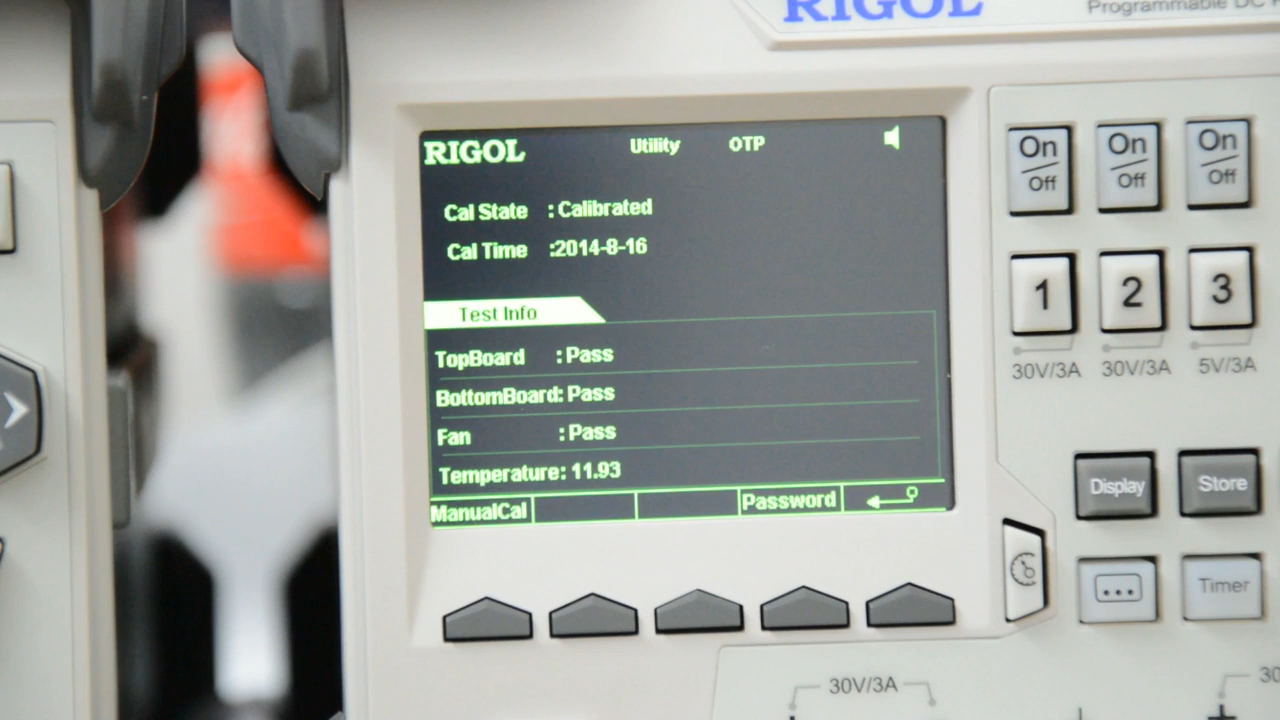 RIGOL
Programmable DC
RIGOL Utility OTP
Cal State : Calibrated
Cal Time :2014-8-16
Test Info
TopBoard : Pass
BottomBoard: Pass
Fan : Pass
Temperature: 11.93
ManualCal Password
On/Off On/Off On/Off
1 2 3
30V/3A 30V/3A 5V/3A
Display Store
Timer
30V/3A 30